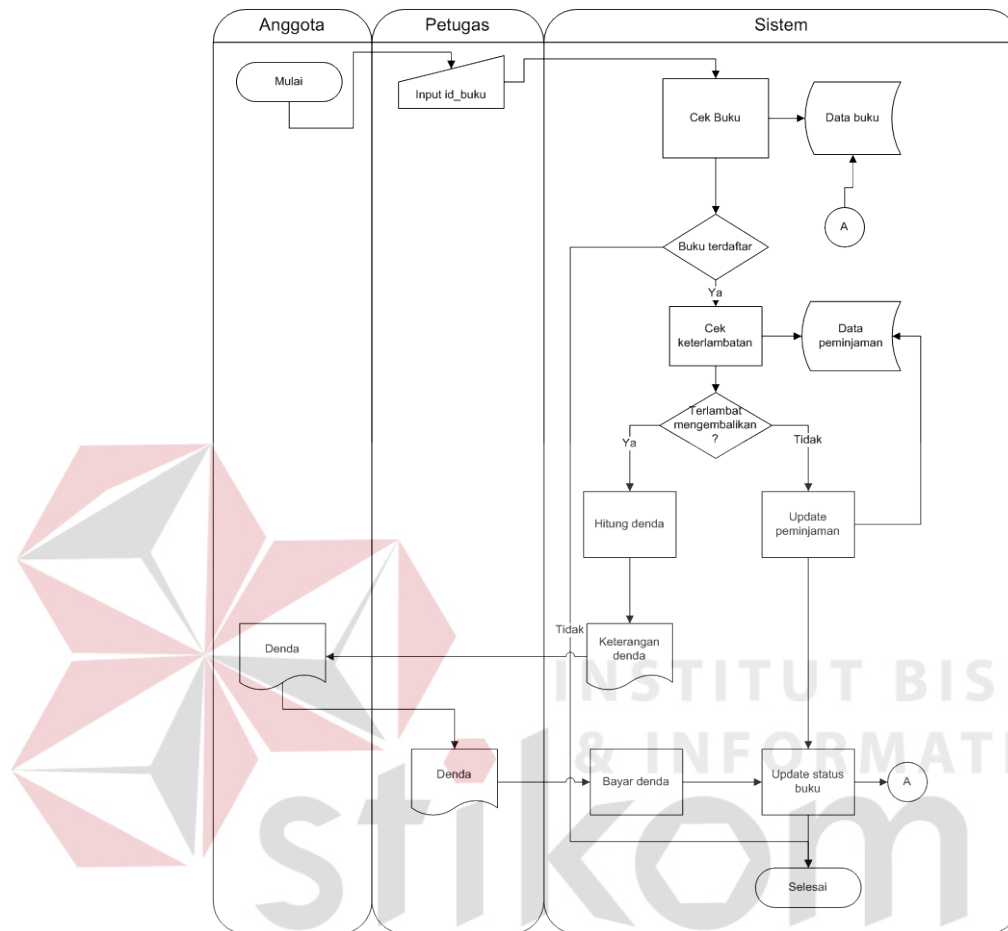 Anggota
Petugas
Sistem
Mulai
Input id_buku
Cek Buku
Data buku
A
Buku terdaftar
Ya
Cek
keterlambatan
Data
peminjaman
Terlambat
mengembalikan
?
Ya
Tidak
Hitung denda
Update
peminjaman
Tidak
Denda
Keterangan
denda
INSTITUT BIS
& INFORMATI
Denda
Bayar denda
Update status
buku
A
stikom
Selesai